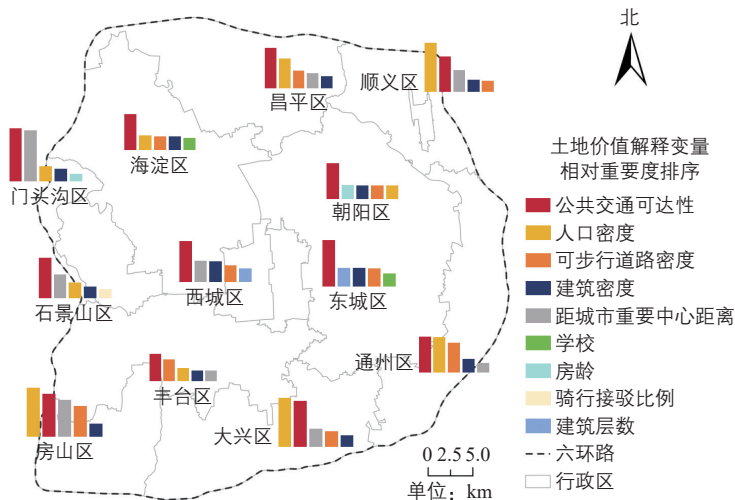 北
昌平区
顺义区
海淀区
门头沟区
朝阳区
西城区
东城区
石景山区
通州区
丰台区
房山区
大兴区
土地价值解释变量
相对重要度排序
公共交通可达性
人口密度
可步行道路密度
建筑密度
距城市重要中心距离
学校
房龄
骑行接驳比例
建筑层数
六环路
行政区
0 2.5 5.0
单位：km